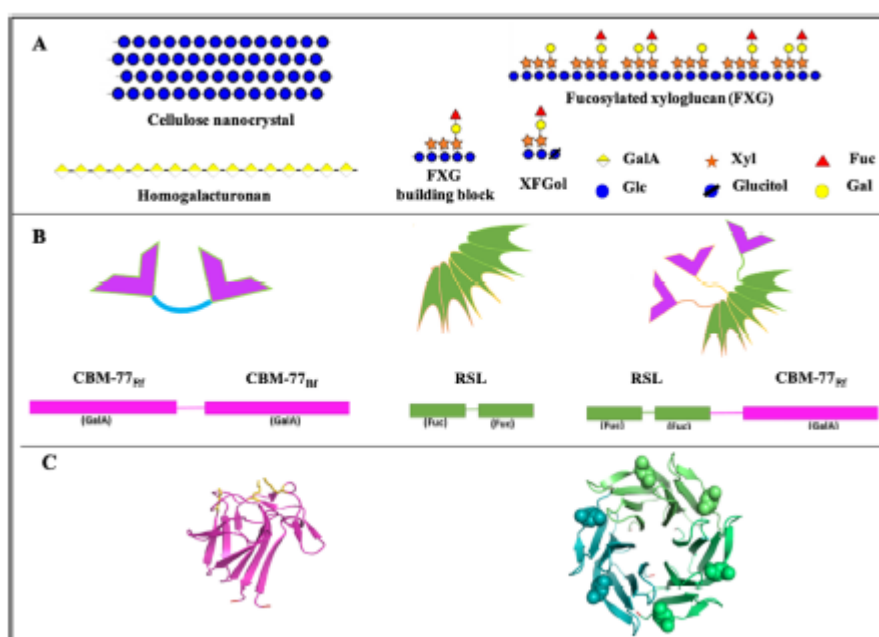 A
Cellulose nanocrystal
Homogalacturonan
Fucosylated xyloglucan (FXG)
FXG
building block
XFGol
GalA
Xyl
Fuc
Glc
Glucitol
Gal
B
CBM-77Rf
CBM-77Rf
(GalA)
(GalA)
RSL
(Fuc)
(Fuc)
RSL
CBM-77Rf
(Fuc)
(Fuc)
(GalA)
C